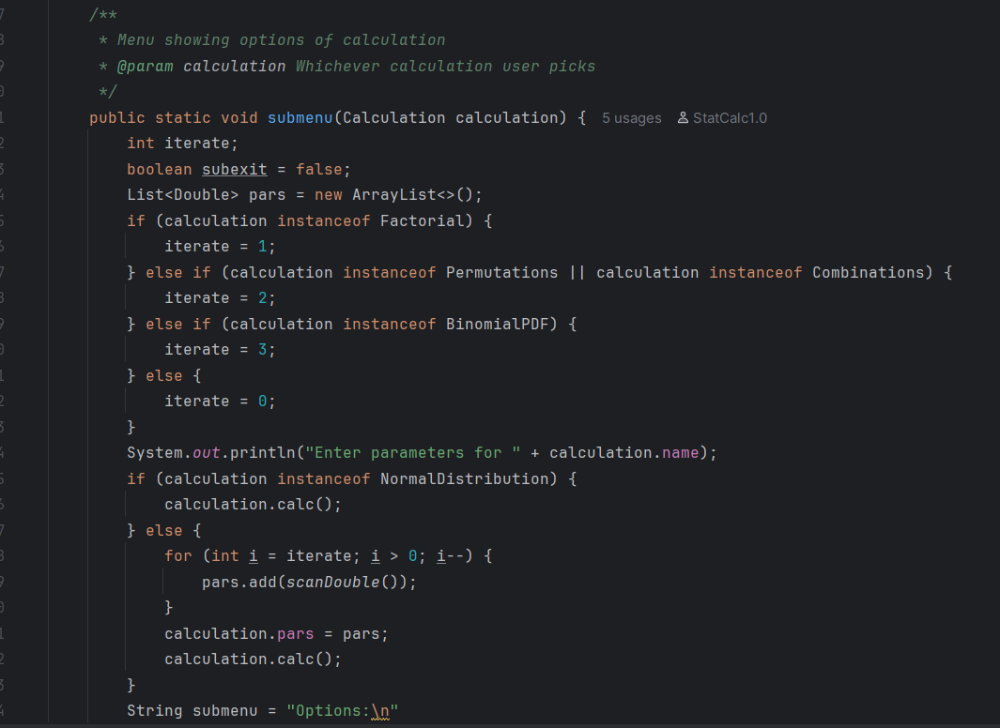 /**
* Menu showing options of calculation
* @param calculation Whichever calculation user picks
*/
public static void submenu(Calculation calculation) { 5 usages StatCalc1.0
int iterate;
boolean subexit = false;
List<Double> pars = new ArrayList<>();
if (calculation instanceof Factorial) {
iterate = 1;
} else if (calculation instanceof Permutations || calculation instanceof Combinations) {
iterate = 2;
} else if (calculation instanceof BinomialPDF) {
iterate = 3;
} else {
iterate = 0;
}
System.out.println("Enter parameters for " + calculation.name);
if (calculation instanceof NormalDistribution) {
calculation.calc();
} else {
for (int i = iterate; i > 0; i--) {
pars.add(scanDouble());
}
calculation.pars = pars;
calculation.calc();
}
String submenu = "Options:\n"